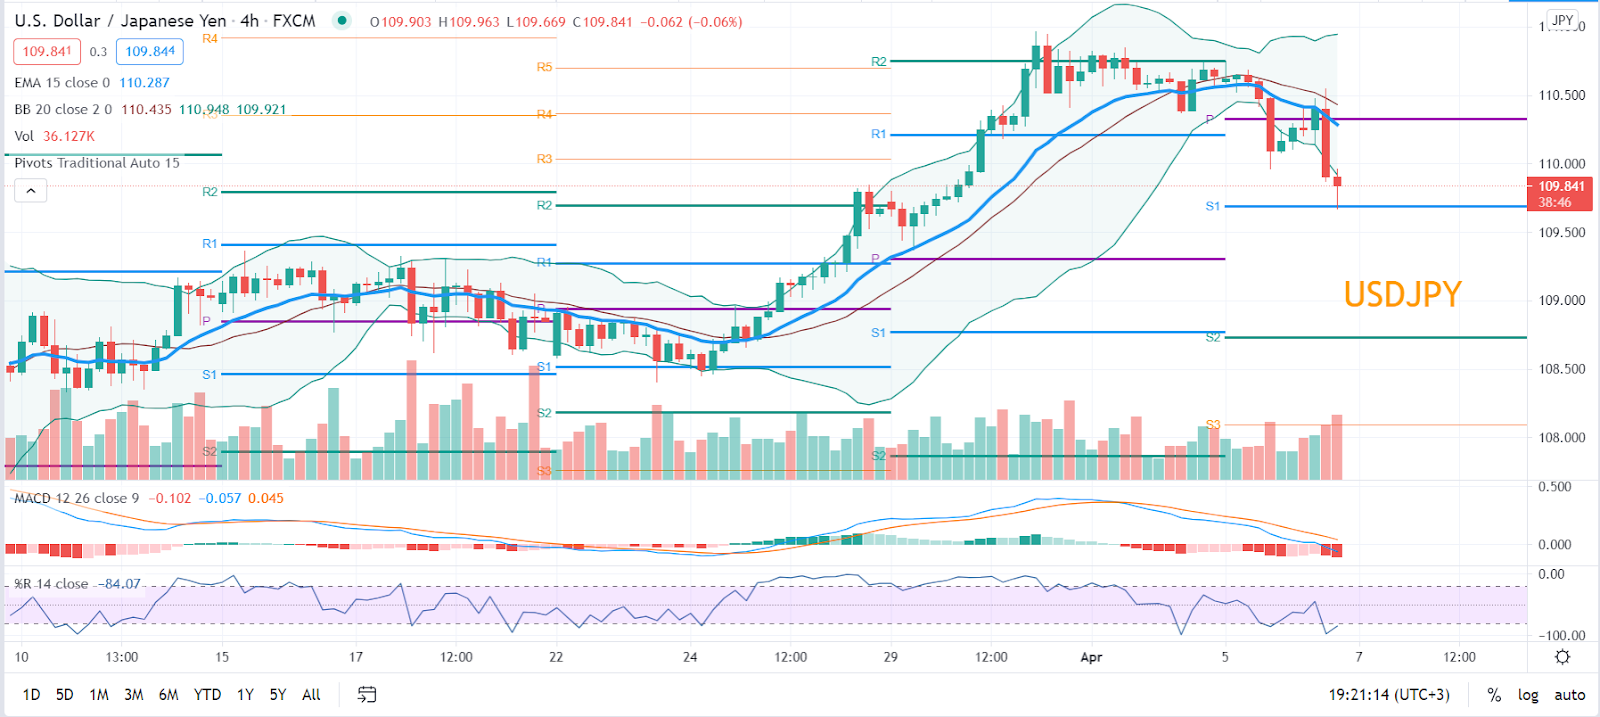 U.S. Dollar / Japanese Yen · 4h · FXCM O109.903 H109.963 L109.669 C109.841 −0.062 (−0.06%)
JPY
109.841 0.3 109.844
R4
EMA 15 close 0 110.287
R5
R2
BB 20 close 2 0 110.435 110.948 109.921
110.500
R4
P
Vol 36.127K
R1
Pivots Traditional Auto 15
R3
110.000
R2
R2
109.841
38:46
S1
109.500
R1
R1
P
USDJPY
109.000
P
S1
S2
108.500
S1
S1
S2
S3
108.000
S2
S2
S3
0.500
MACD 12 26 close 9 −0.102 −0.057 0.045
0.000
%R 14 close −84.07
0.00
−100.00
10 13:00 15 17 12:00 22 24 12:00 29 12:00 Apr 5 7 12:00
1D 5D 1M 3M 6M YTD 1Y 5Y All 19:21:14 (UTC+3) % log auto